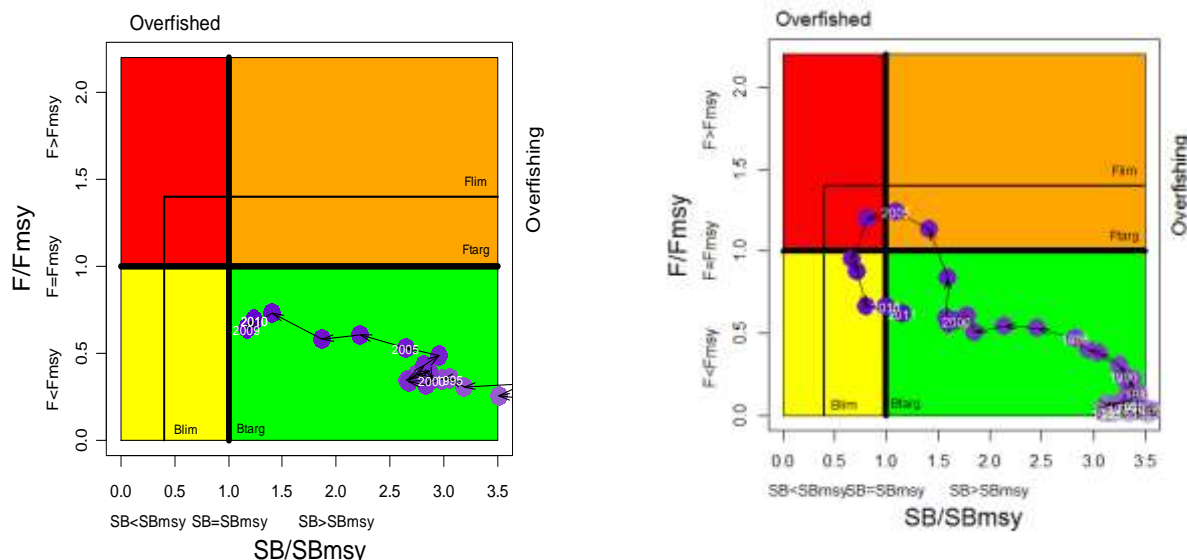 Overfished
F/Fmsy
F<Fmsy F=Fmsy F>Fmsy
0.0 0.5 1.0 1.5 2.0
Flim
Ftarg
Blim
Btarg
2010
2009
2005
2000
1995
0.0 0.5 1.0 1.5 2.0 2.5 3.0 3.5
SB<SBmsy SB=SBmsy SB>SBmsy
SB/SBmsy
Overfishing
Overfished
F/Fmsy
F<Fmsy F=Fmsy F>Fmsy
0.0 0.5 1.0 1.5 2.0
Flim
Ftarg
Blim
Btarg
0.0 0.5 1.0 1.5 2.0 2.5 3.0 3.5
SB<SBmsy SB=SBmsy SB>SBmsy
SB/SBmsy
Overfishing